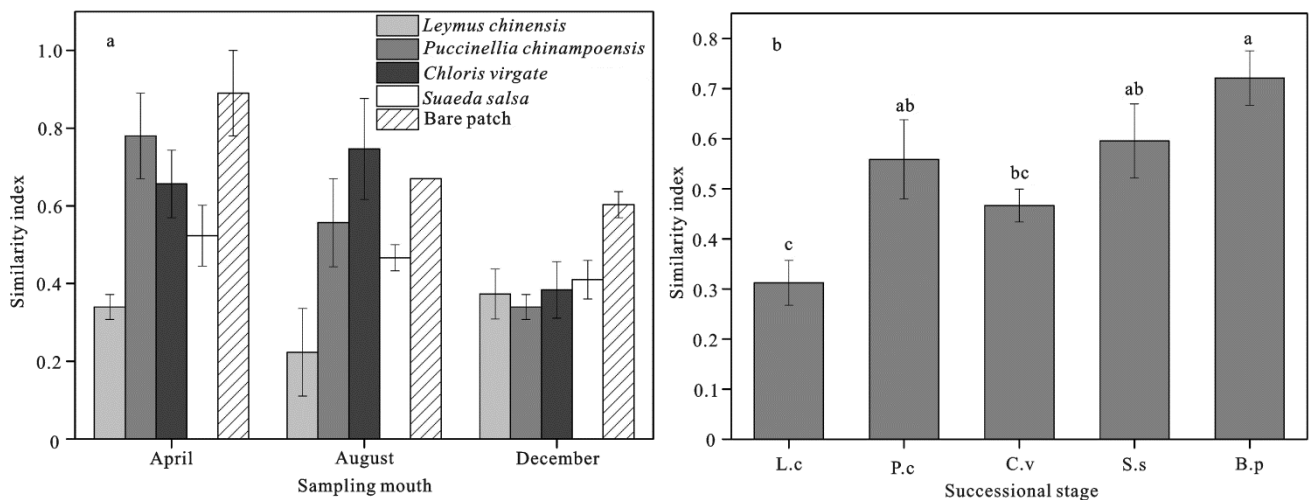 a
Leymus chinensis
Puccinellia chinampoensis
Chloris virgate
Suaeda salsa
Bare patch
1.0
0.8
0.6
0.4
0.2
0
Similarity index
April August December
Sampling mouth
b
0.8
0.7
0.6
0.5
0.4
0.3
0.2
0.1
0
Similarity index
c
ab
bc
ab
a
L.c P.c C.v S.s B.p
Successional stage